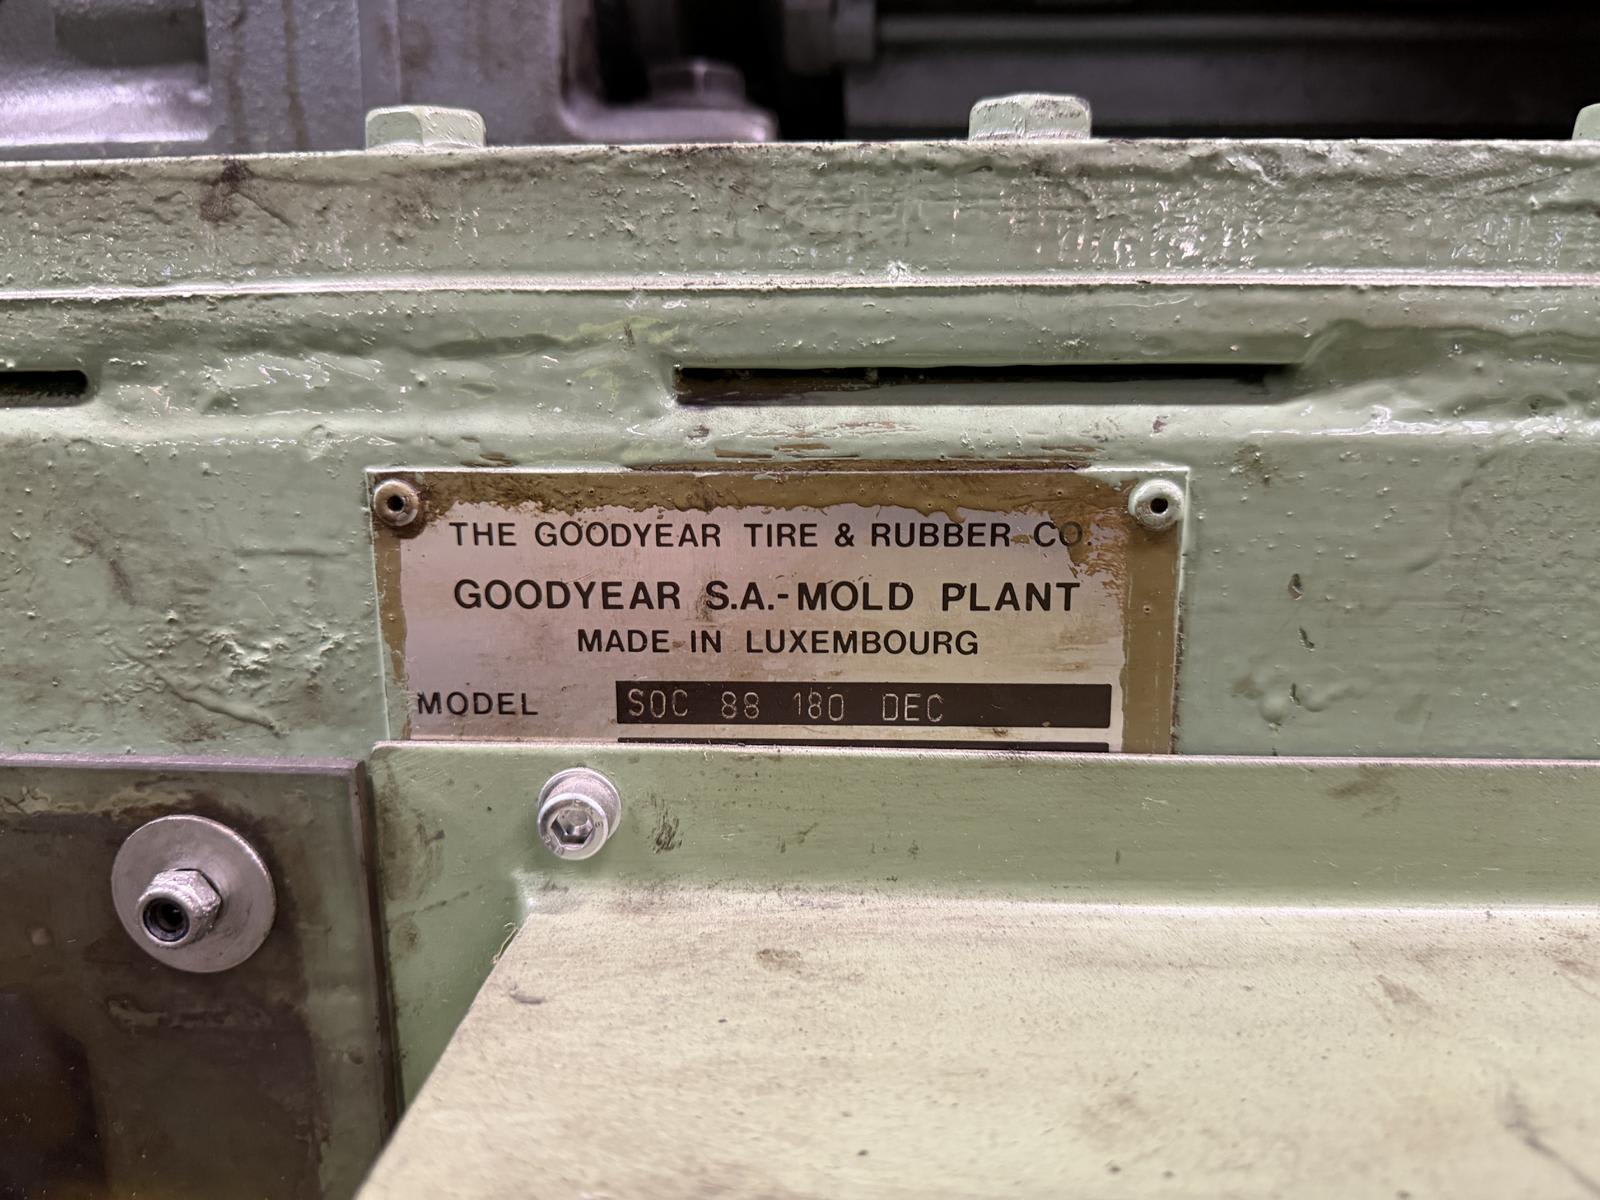 THE GOODYEAR TIRE & RUBBER CO.
GOODYEAR S.A.-MOLD PLANT
MADE IN LUXEMBOURG
MODEL SOC 88 180 DEC